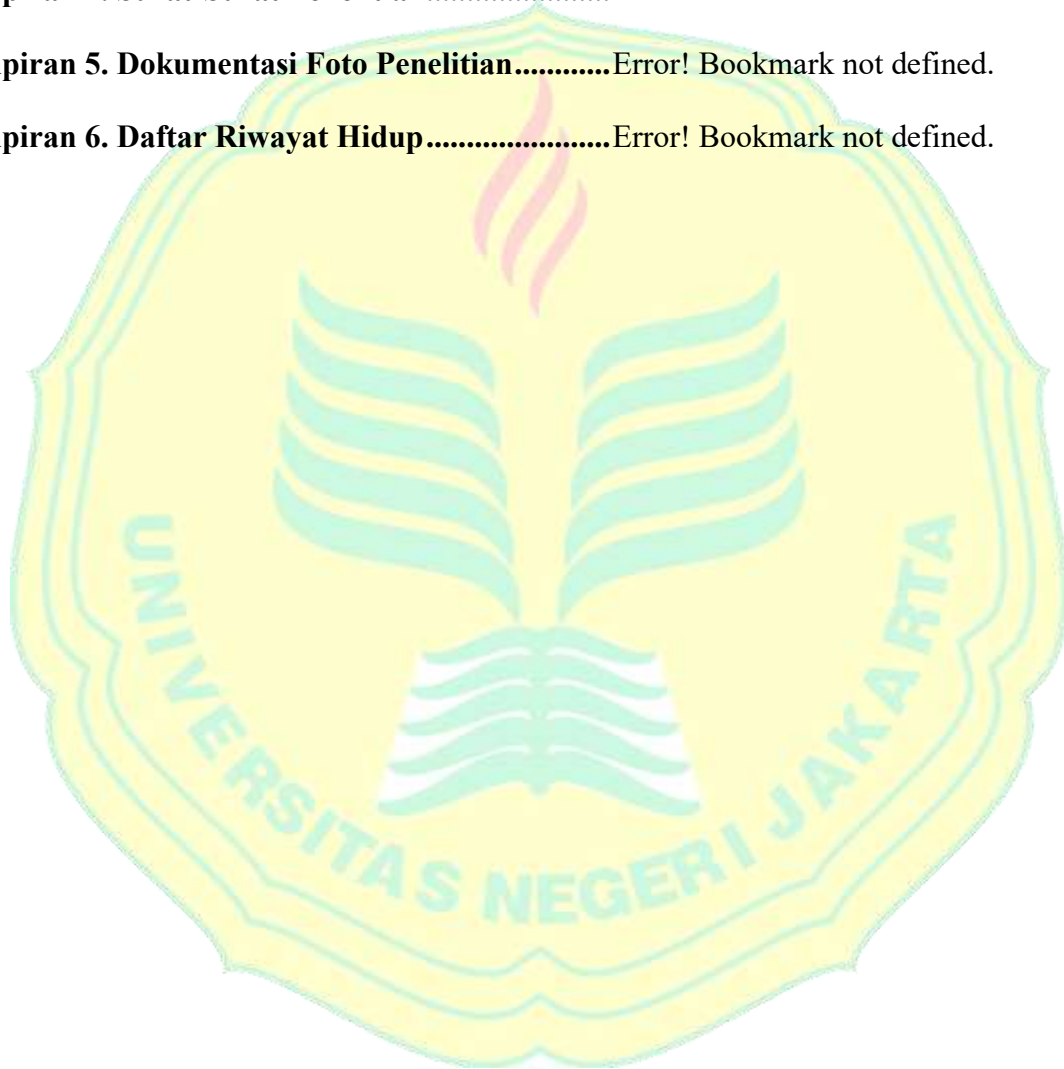 piran 5. Dokumentasi Foto Penelitian............Error! Bookmark not defined.
piran 6. Daftar Riwayat Hidup.......................Error! Bookmark not defined.
UNIVERSITAS NEGERI JAKARTA